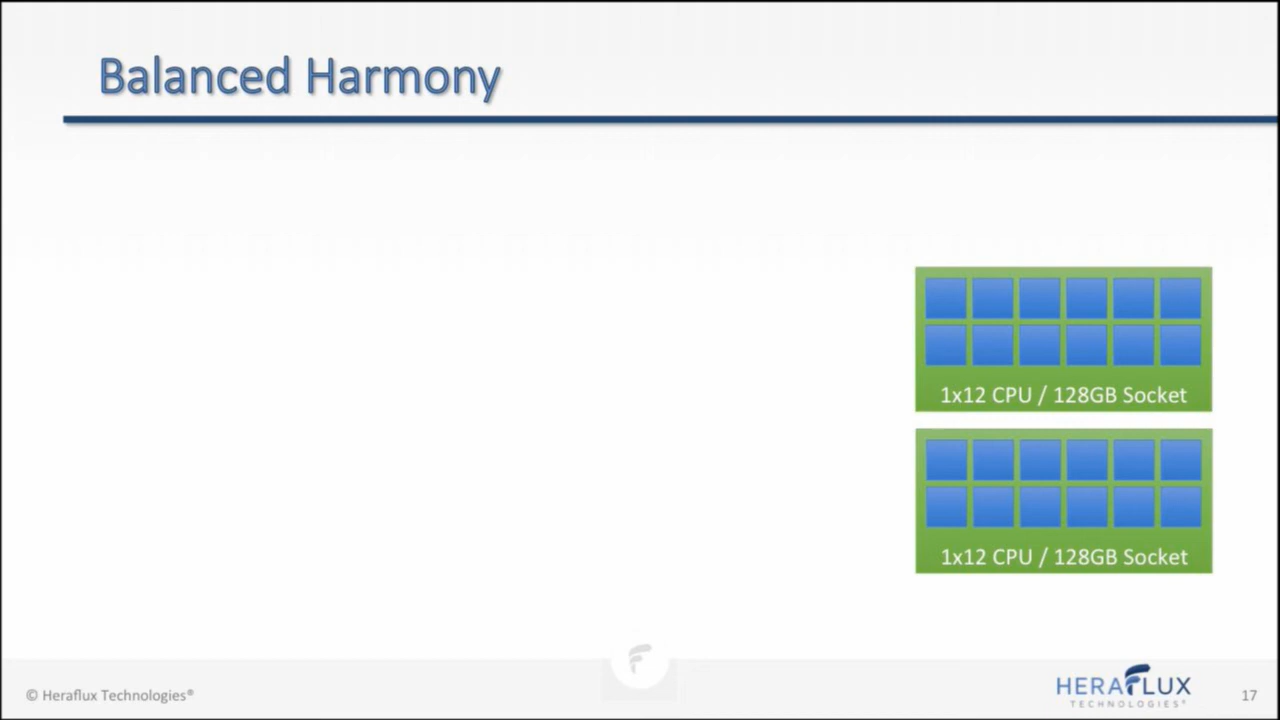 Balanced Harmony
1x12 CPU / 128GB Socket
1x12 CPU / 128GB Socket
© Heraflux Technologies®
HERAFLUX
TECHNOLOGIES®
17